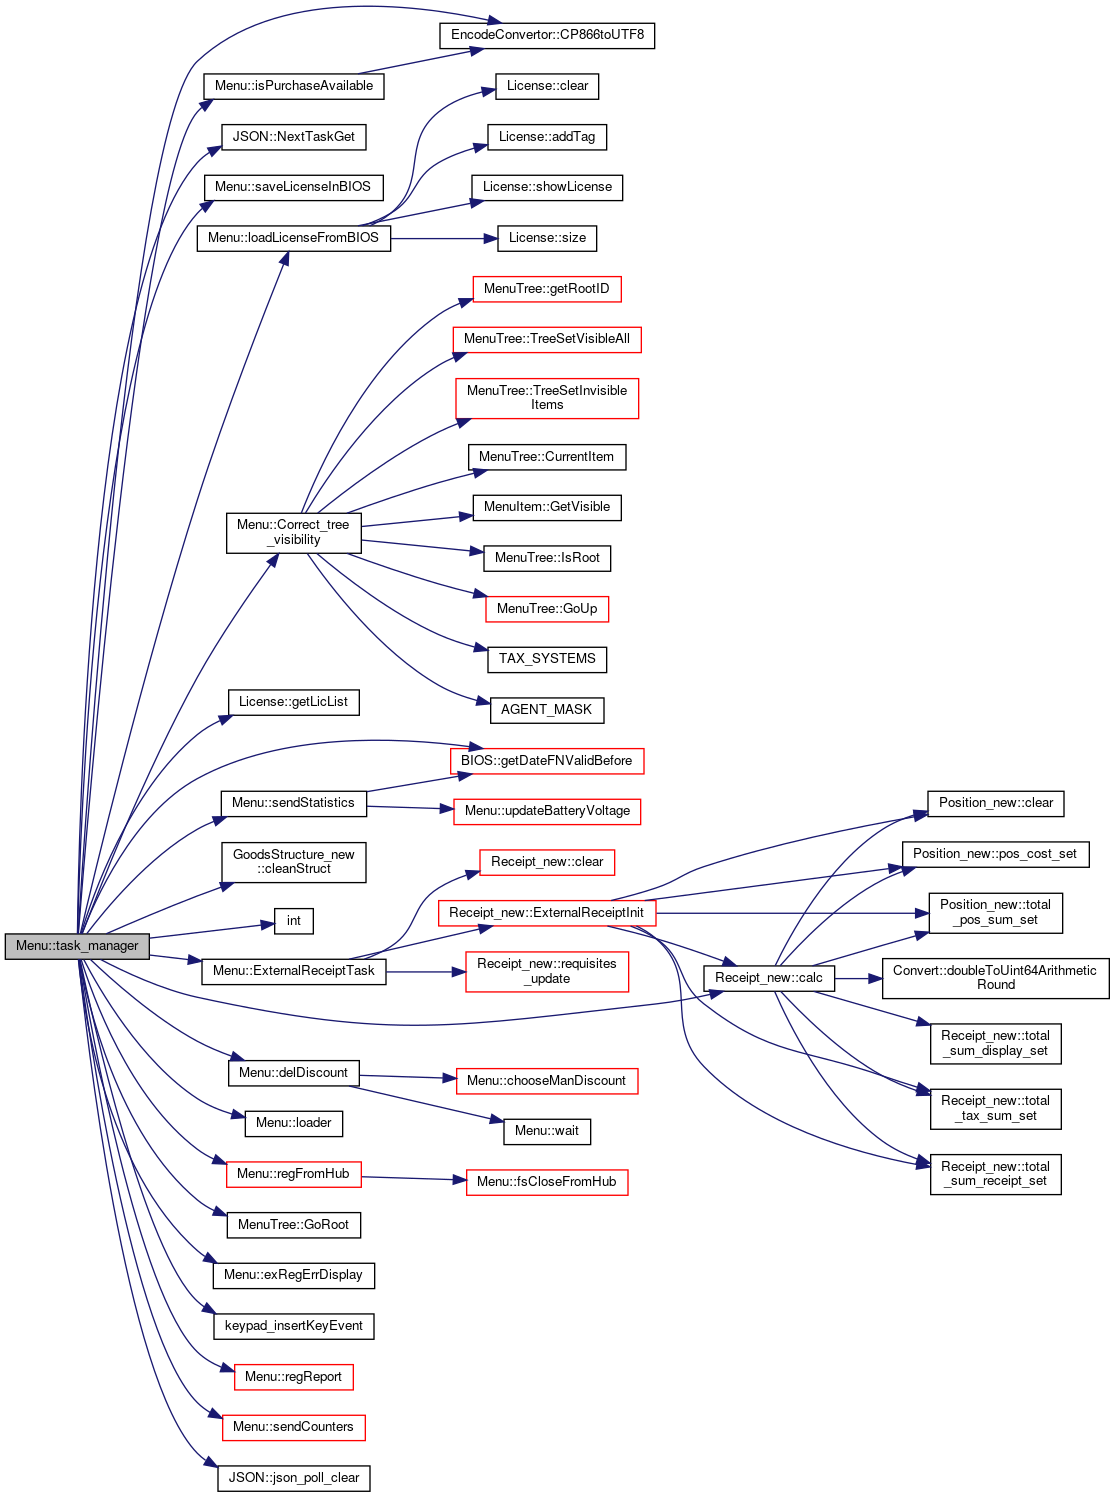 EncodeConvertor::CP866toUTF8
Menu::isPurchaseAvailable
License::clear
JSON::NextTaskGet
License::addTag
Menu::saveLicenseInBIOS
License::showLicense
Menu::loadLicenseFromBIOS
License::size
MenuTree::getRootID
MenuTree::TreeSetVisibleAll
MenuTree::TreeSetInvisible
Items
MenuTree::CurrentItem
MenuItem::GetVisible
Menu::Correct_tree
_visibility
MenuTree::IsRoot
MenuTree::GoUp
TAX_SYSTEMS
AGENT_MASK
License::getLicList
BIOS::getDateFNValidBefore
Menu::sendStatistics
Menu::updateBatteryVoltage
Position_new::clear
GoodsStructure_new
::cleanStruct
Receipt_new::clear
Position_new::pos_cost_set
int
Receipt_new::ExternalReceiptInit
Position_new::total
_pos_sum_set
Menu::task_manager
Menu::ExternalReceiptTask
Receipt_new::requisites
_update
Receipt_new::calc
Convert::doubleToUint64Arithmetic
Round
Receipt_new::total
_sum_display_set
Menu::delDiscount
Menu::chooseManDiscount
Receipt_new::total
_tax_sum_set
Menu::loader
Menu::wait
Menu::regFromHub
Menu::fsCloseFromHub
Receipt_new::total
_sum_receipt_set
MenuTree::GoRoot
Menu::exRegErrDisplay
keypad_insertKeyEvent
Menu::regReport
Menu::sendCounters
JSON::json_poll_clear